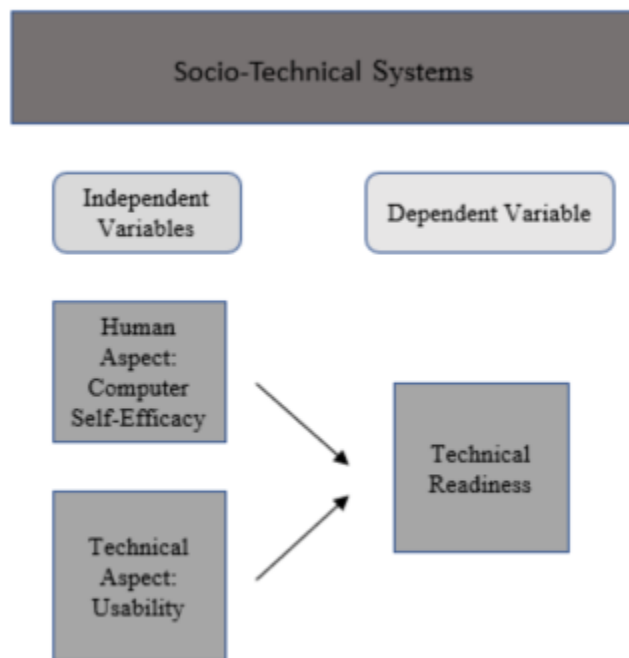 Socio-Technical Systems
Independent
Variables
Dependent Variable
Human
Aspect:
Computer
Self-Efficacy
Technical
Readiness
Technical
Aspect:
Usability